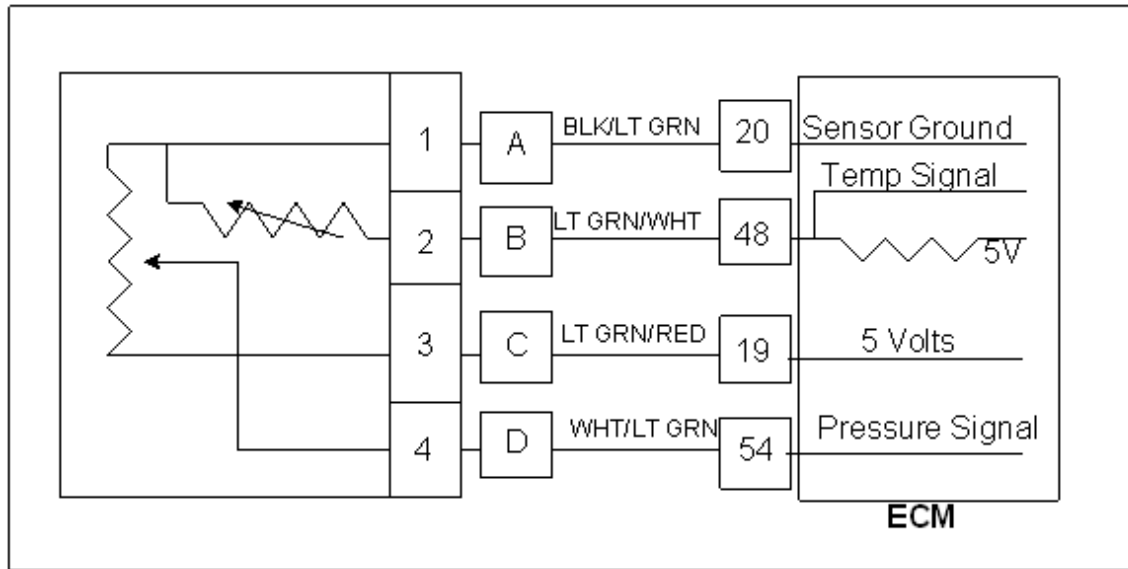 1 A BLK/LT GRN 20 Sensor Ground
Temp Signal
2 B LT GRN/WHT 48 5V
3 C LT GRN/RED 19 5 Volts
4 D WHT/LT GRN 54 Pressure Signal
ECM